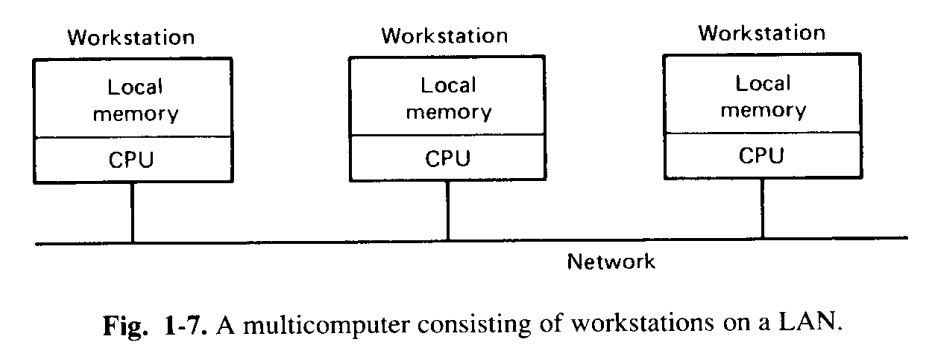 Workstation Workstation Workstation
Local Local Local
memory memory memory
CPU CPU CPU
Network
Fig. 1-7. A multicomputer consisting of workstations on a LAN.